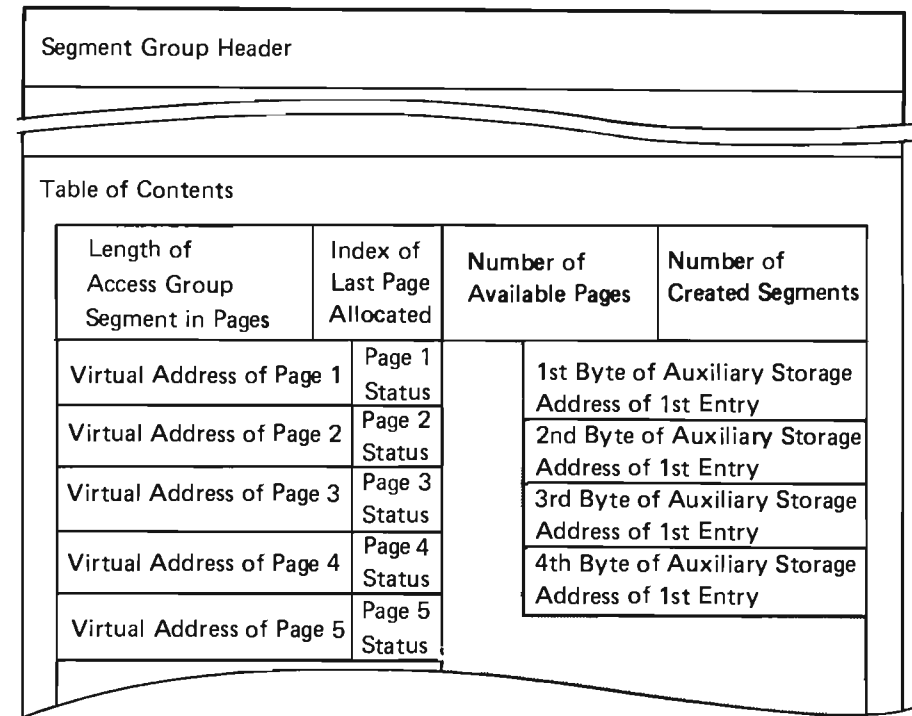 Segment Group Header
Table of Contents
Length of
Access Group
Segment in Pages
Index of
Last Page
Allocated
Number of
Available Pages
Number of
Created Segments
Virtual Address of Page 1
Page 1
Status
1st Byte of Auxiliary Storage
Address of 1st Entry
Virtual Address of Page 2
Page 2
Status
2nd Byte of Auxiliary Storage
Address of 1st Entry
Virtual Address of Page 3
Page 3
Status
3rd Byte of Auxiliary Storage
Address of 1st Entry
Virtual Address of Page 4
Page 4
Status
4th Byte of Auxiliary Storage
Address of 1st Entry
Virtual Address of Page 5
Page 5
Status